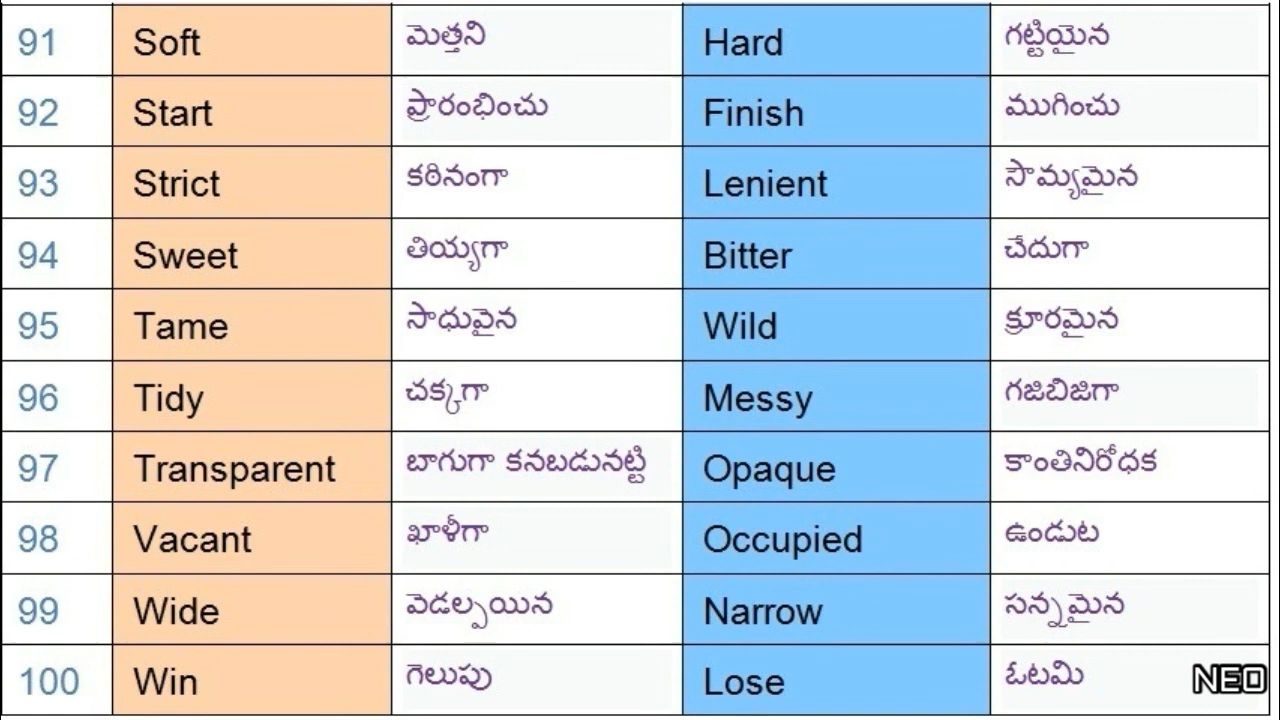 91 Soft మెత్తని Hard గట్టియైన
92 Start ప్రారంభించు Finish ముగించు
93 Strict కఠినంగా Lenient సౌమ్యమైన
94 Sweet తియ్యగా Bitter చేదుగా
95 Tame సాధువైన Wild క్రూరమైన
96 Tidy చక్కగా Messy గజిబిజిగా
97 Transparent బాగుగా కనబడునట్టి Opaque కాంతినిరోధక
98 Vacant ఖాళీగా Occupied ఉండుట
99 Wide వెడల్పయిన Narrow సన్నమైన
100 Win గెలుపు Lose ఓటమి NEO